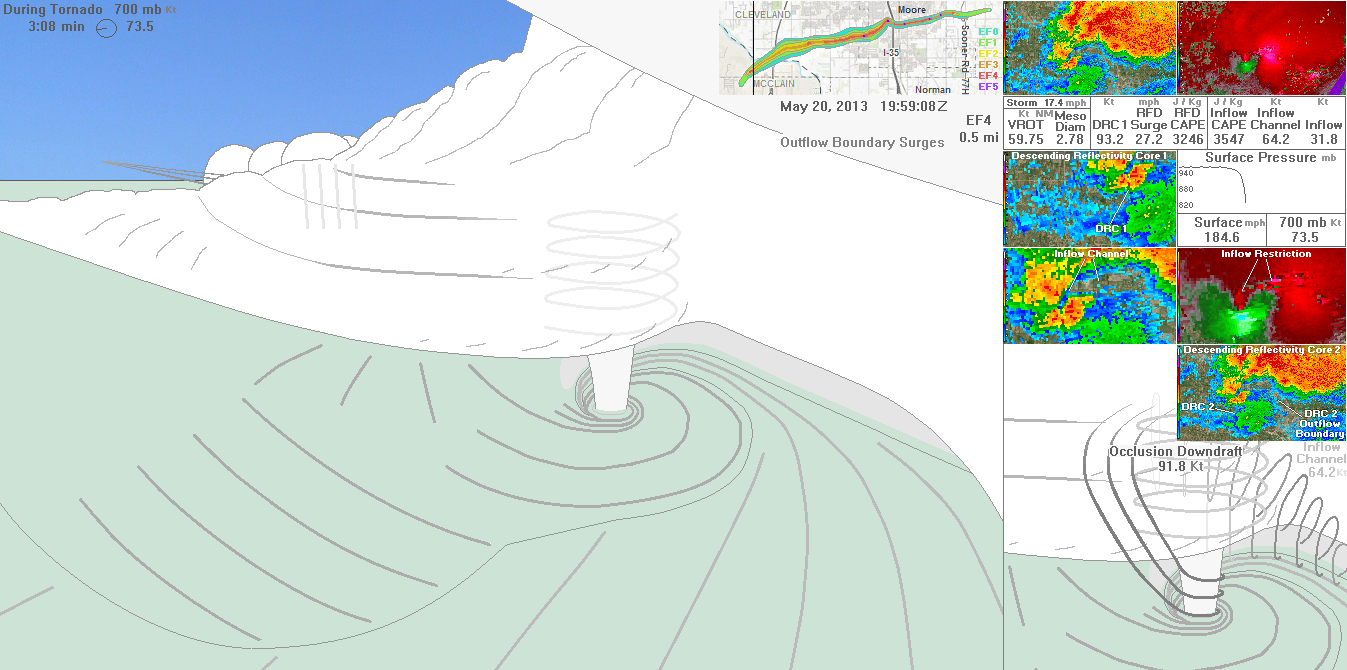 During Tornado 700 mb Kt
3:08 min 73.5
CLEVELAND
Moore
I-35
Sooner Rd
77H
MCCLAIN
Norman
EF0
EF1
EF2
EF3
EF4
EF5
May 20, 2013 19:59:08Z
EF4
0.5 mi
Outflow Boundary Surges
Storm 17.4 mph
Kt NM
VROT Meso Diam
59.75 2.78
Kt
DRC1
93.2
mph
RFD Surge
27.2
J / Kg
RFD CAPE
3246
J / Kg
Inflow CAPE
3547
Kt
Inflow Channel
64.2
Kt
Inflow
31.8
Descending Reflectivity Core 1
DRC 1
Surface Pressure mb
940
880
820
Surface mph
184.6
700 mb Kt
73.5
Inflow Channel
Inflow Restriction
Descending Reflectivity Core 2
DRC 2
DRC 2
Outflow
Boundary
Occlusion Downdraft
91.8 Kt
Inflow
Channel
64.2 Kt